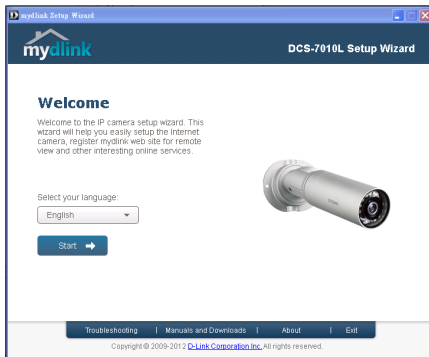 mydlink Setup Wizard
mydlink
DCS-7010L Setup Wizard
Welcome
Welcome to the IP camera setup wizard. This
wizard will help you easily setup the Internet
camera, register mydlink web site for remote
view and other interesting online services.
Select your language:
English
Start
Troubleshooting | Manuals and Downloads | About | Exit
Copyright © 2009-2012 D-Link Corporation Inc. All rights reserved.